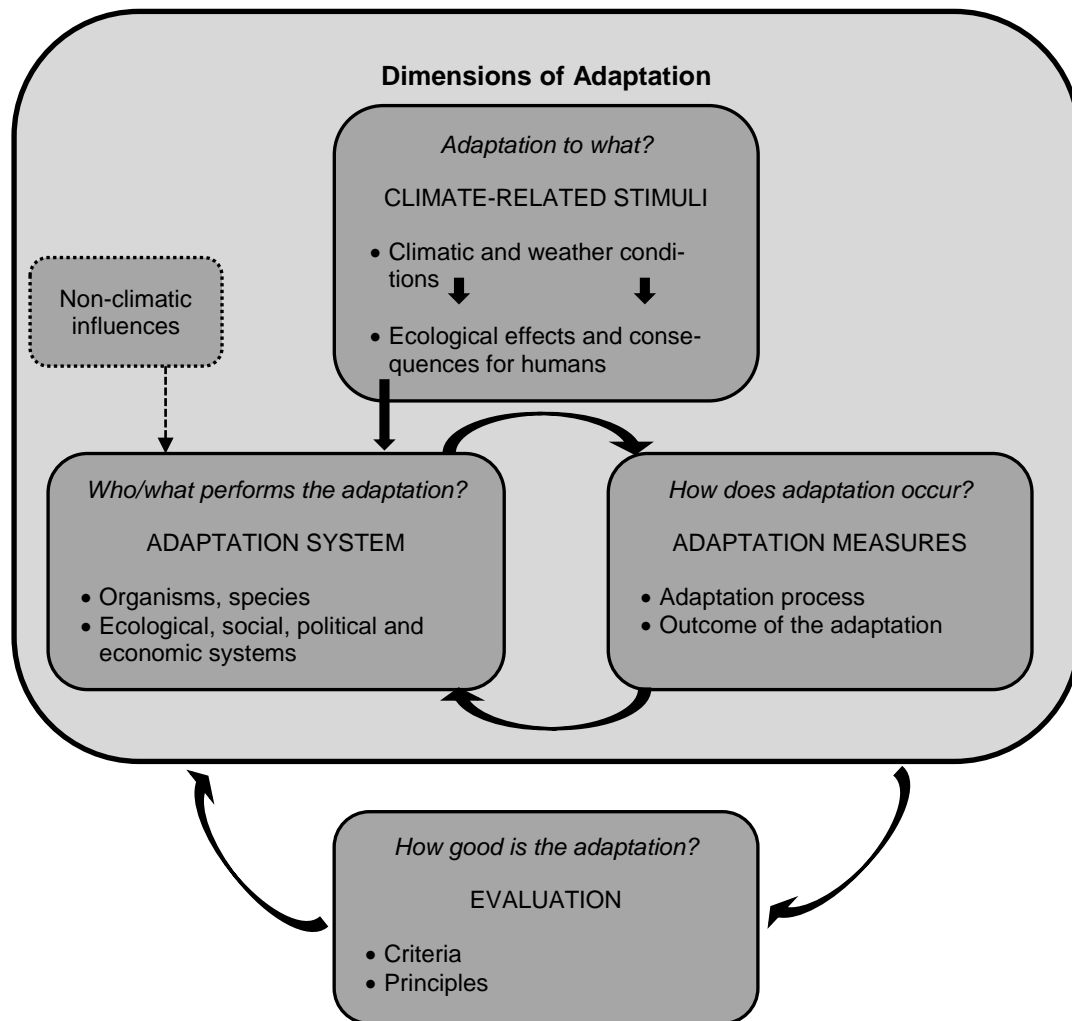 Dimensions of Adaptation
Adaptation to what?
CLIMATE-RELATED STIMULI
• Climatic and weather condi-
tions
• Ecological effects and conse-
quences for humans
Non-climatic
influences
Who/what performs the adaptation?
ADAPTATION SYSTEM
• Organisms, species
• Ecological, social, political and
economic systems
How does adaptation occur?
ADAPTATION MEASURES
• Adaptation process
• Outcome of the adaptation
How good is the adaptation?
EVALUATION
• Criteria
• Principles